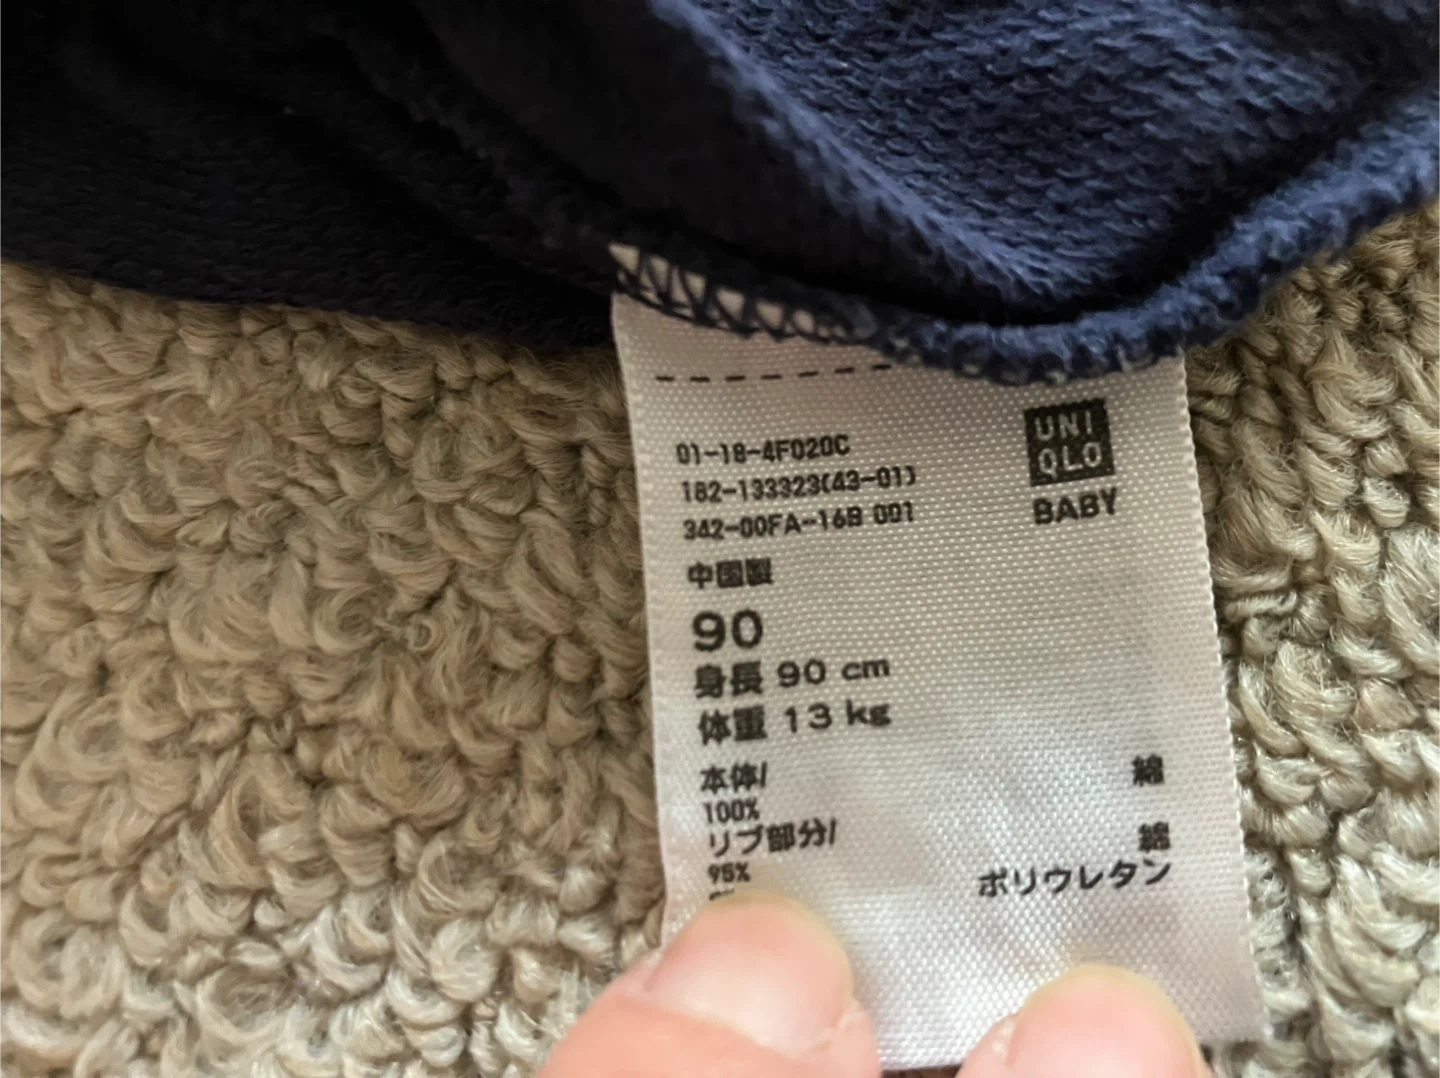 UNI
QLO
BABY
01-18-4F020C
182-133323(43-01)
342-00FA-16B 001
中国製
90
身長 90 cm
体重 13 kg
本体/ 綿
100%
リブ部分/ 綿
95% ポリウレタン